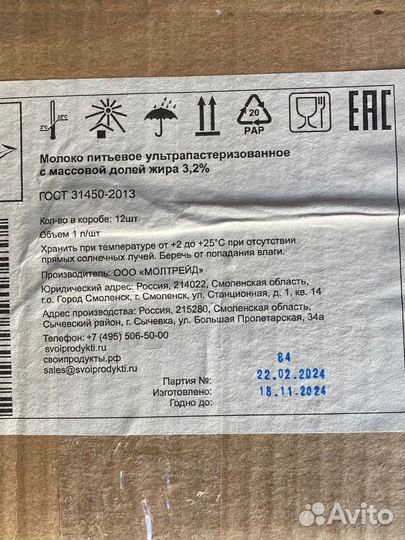 2°C
25°C
20
PAP
EAC
Молоко питьевое ультрапастеризованное
с массовой долей жира 3,2%
ГОСТ 31450-2013
Кол-во в коробе: 12шт
Объем 1 л/шт
Хранить при температуре от +2 до +25°С при отсутствии
прямых солнечных лучей. Беречь от попадания влаги.
Производитель: ООО «МОЛТРЕЙД»
Юридический адрес: Россия, 214022, Смоленская область,
г.о. Город Смоленск, г. Смоленск, ул. Станционная, д. 1, кв. 14
Адрес производства: Россия, 215280, Смоленская область,
Сычевский район, г. Сычевка, ул. Большая Пролетарская, 34а
Телефон: +7 (495) 506-50-00
svoiprodykti.ru
своипродукты.рф
sales@svoiprodykti.ru
Партия №: 84
Изготовлено: 22.02.2024
Годно до: 18.11.2024
Avito